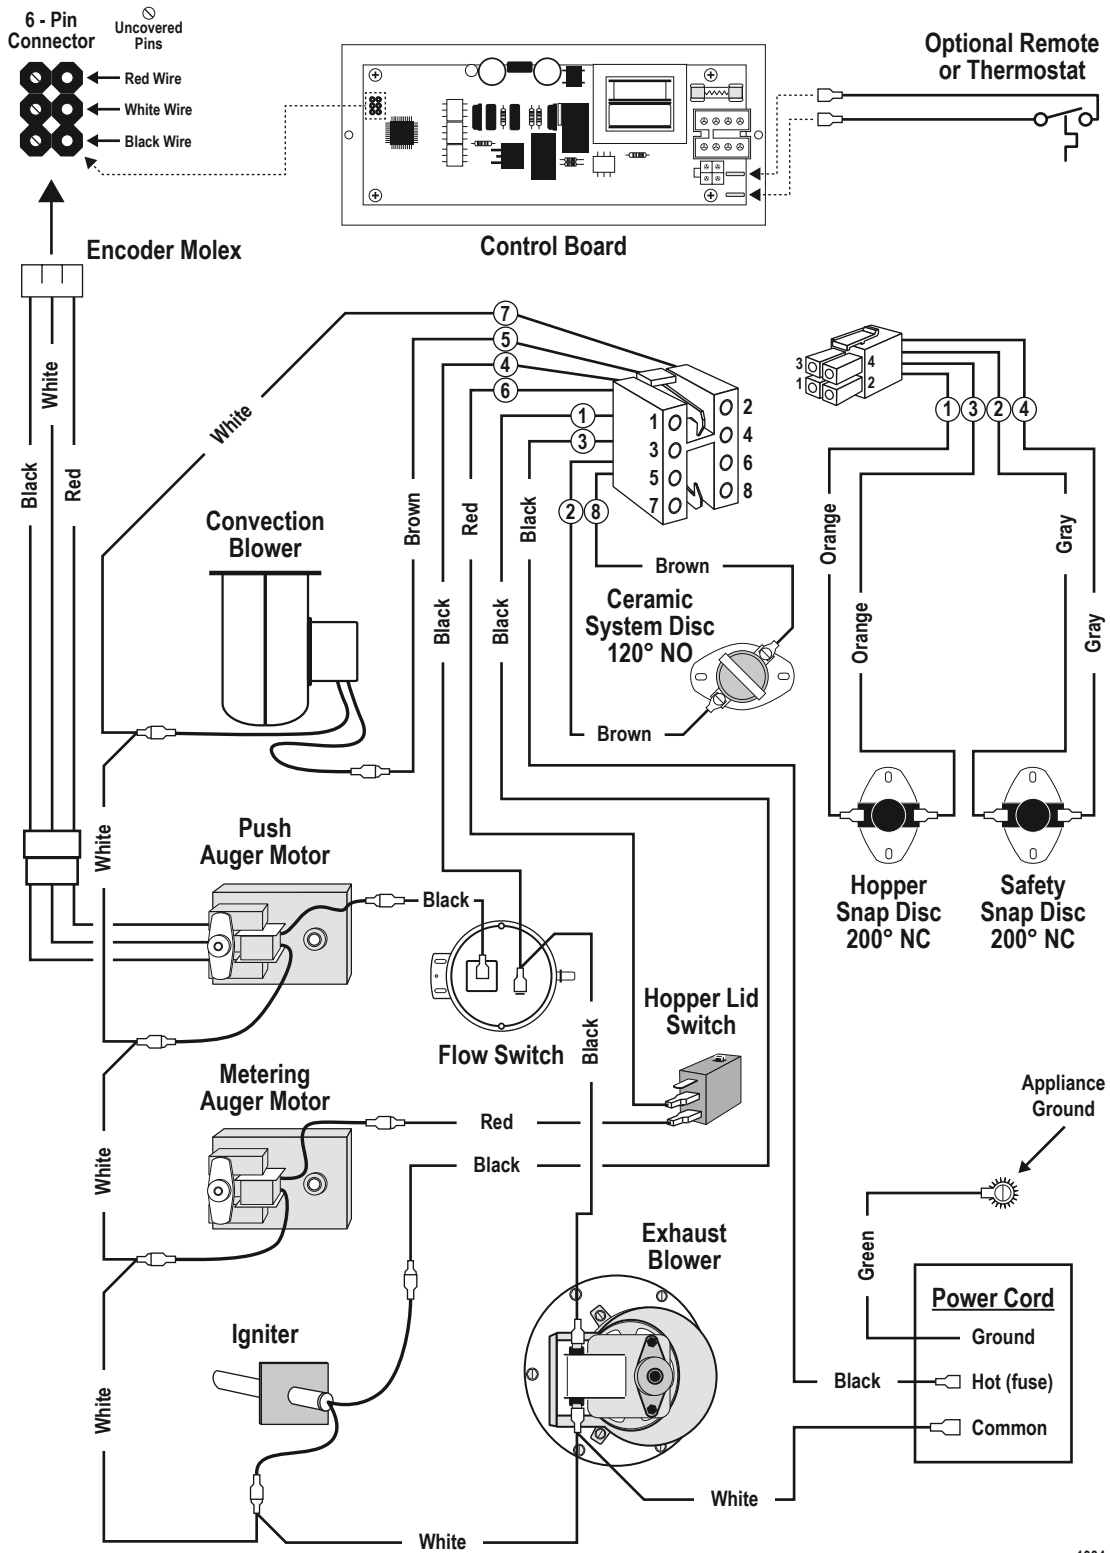 6 - Pin
Connector
Uncovered
Pins
Red Wire
White Wire
Black Wire
Optional Remote
or Thermostat
Control Board
Encoder Molex
7
5
4
6
1
3
2
8
1
3
5
7
2
4
6
8
3
1
4
2
1
3
2
4
White
Black
White
Red
Brown
Red
Black
Black
Black
Orange
Orange
Gray
Gray
Convection
Blower
Brown
Ceramic
System Disc
120° NO
Brown
White
Push
Auger Motor
Black
Hopper
Snap Disc
200° NC
Safety
Snap Disc
200° NC
Flow Switch
Black
Hopper Lid
Switch
Metering
Auger Motor
Red
Black
White
Appliance
Ground
Green
Exhaust
Blower
Power Cord
Ground
Hot (fuse)
Common
Black
Igniter
White
White
White